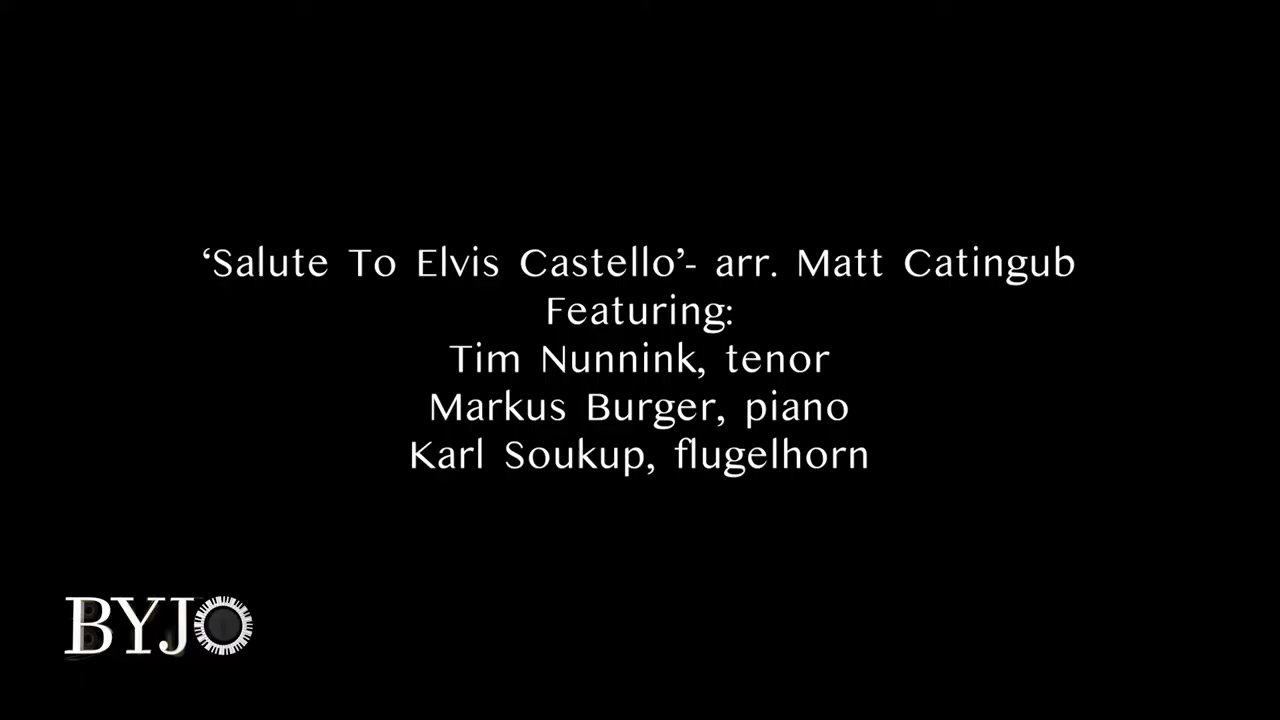 ‘Salute To Elvis Castello’- arr. Matt Catingub
Featuring:
Tim Nunnink, tenor
Markus Burger, piano
Karl Soukup, flugelhorn
BYJO